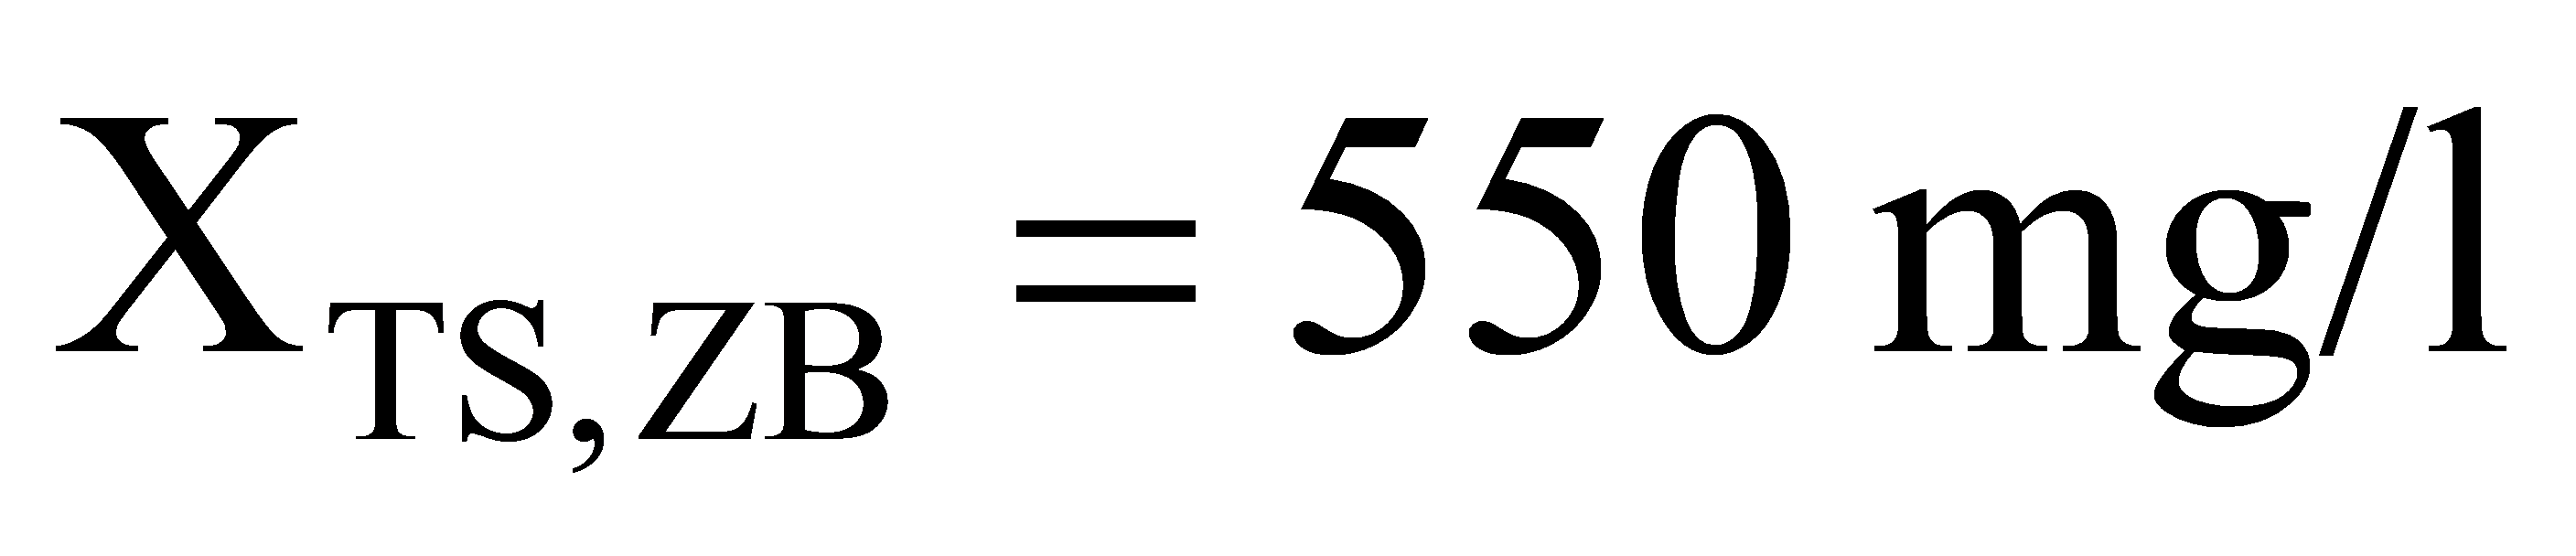 X_TS,ZB = 550 mg/l